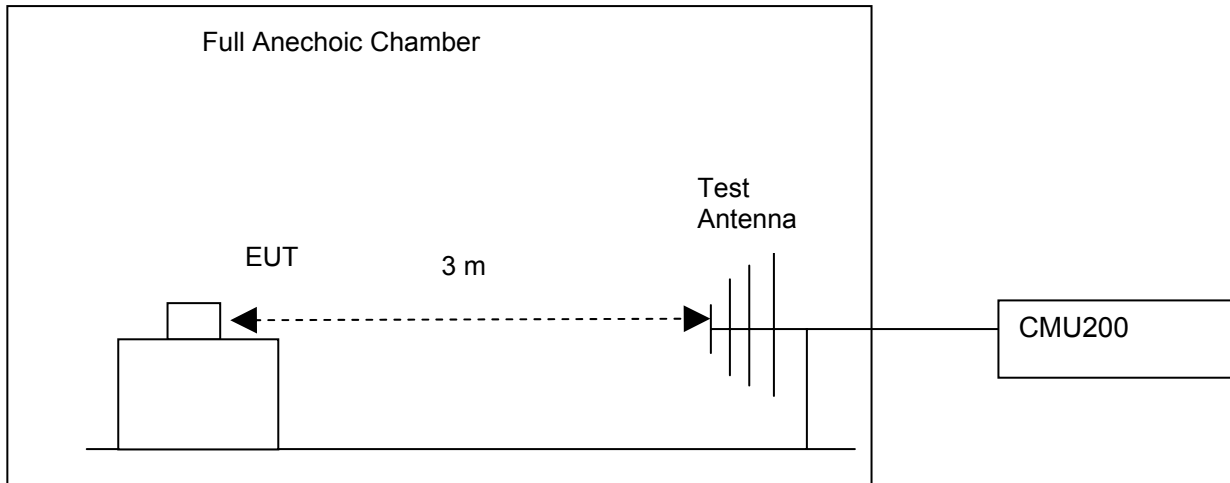 Full Anechoic Chamber
Test
Antenna
EUT
3 m
CMU200